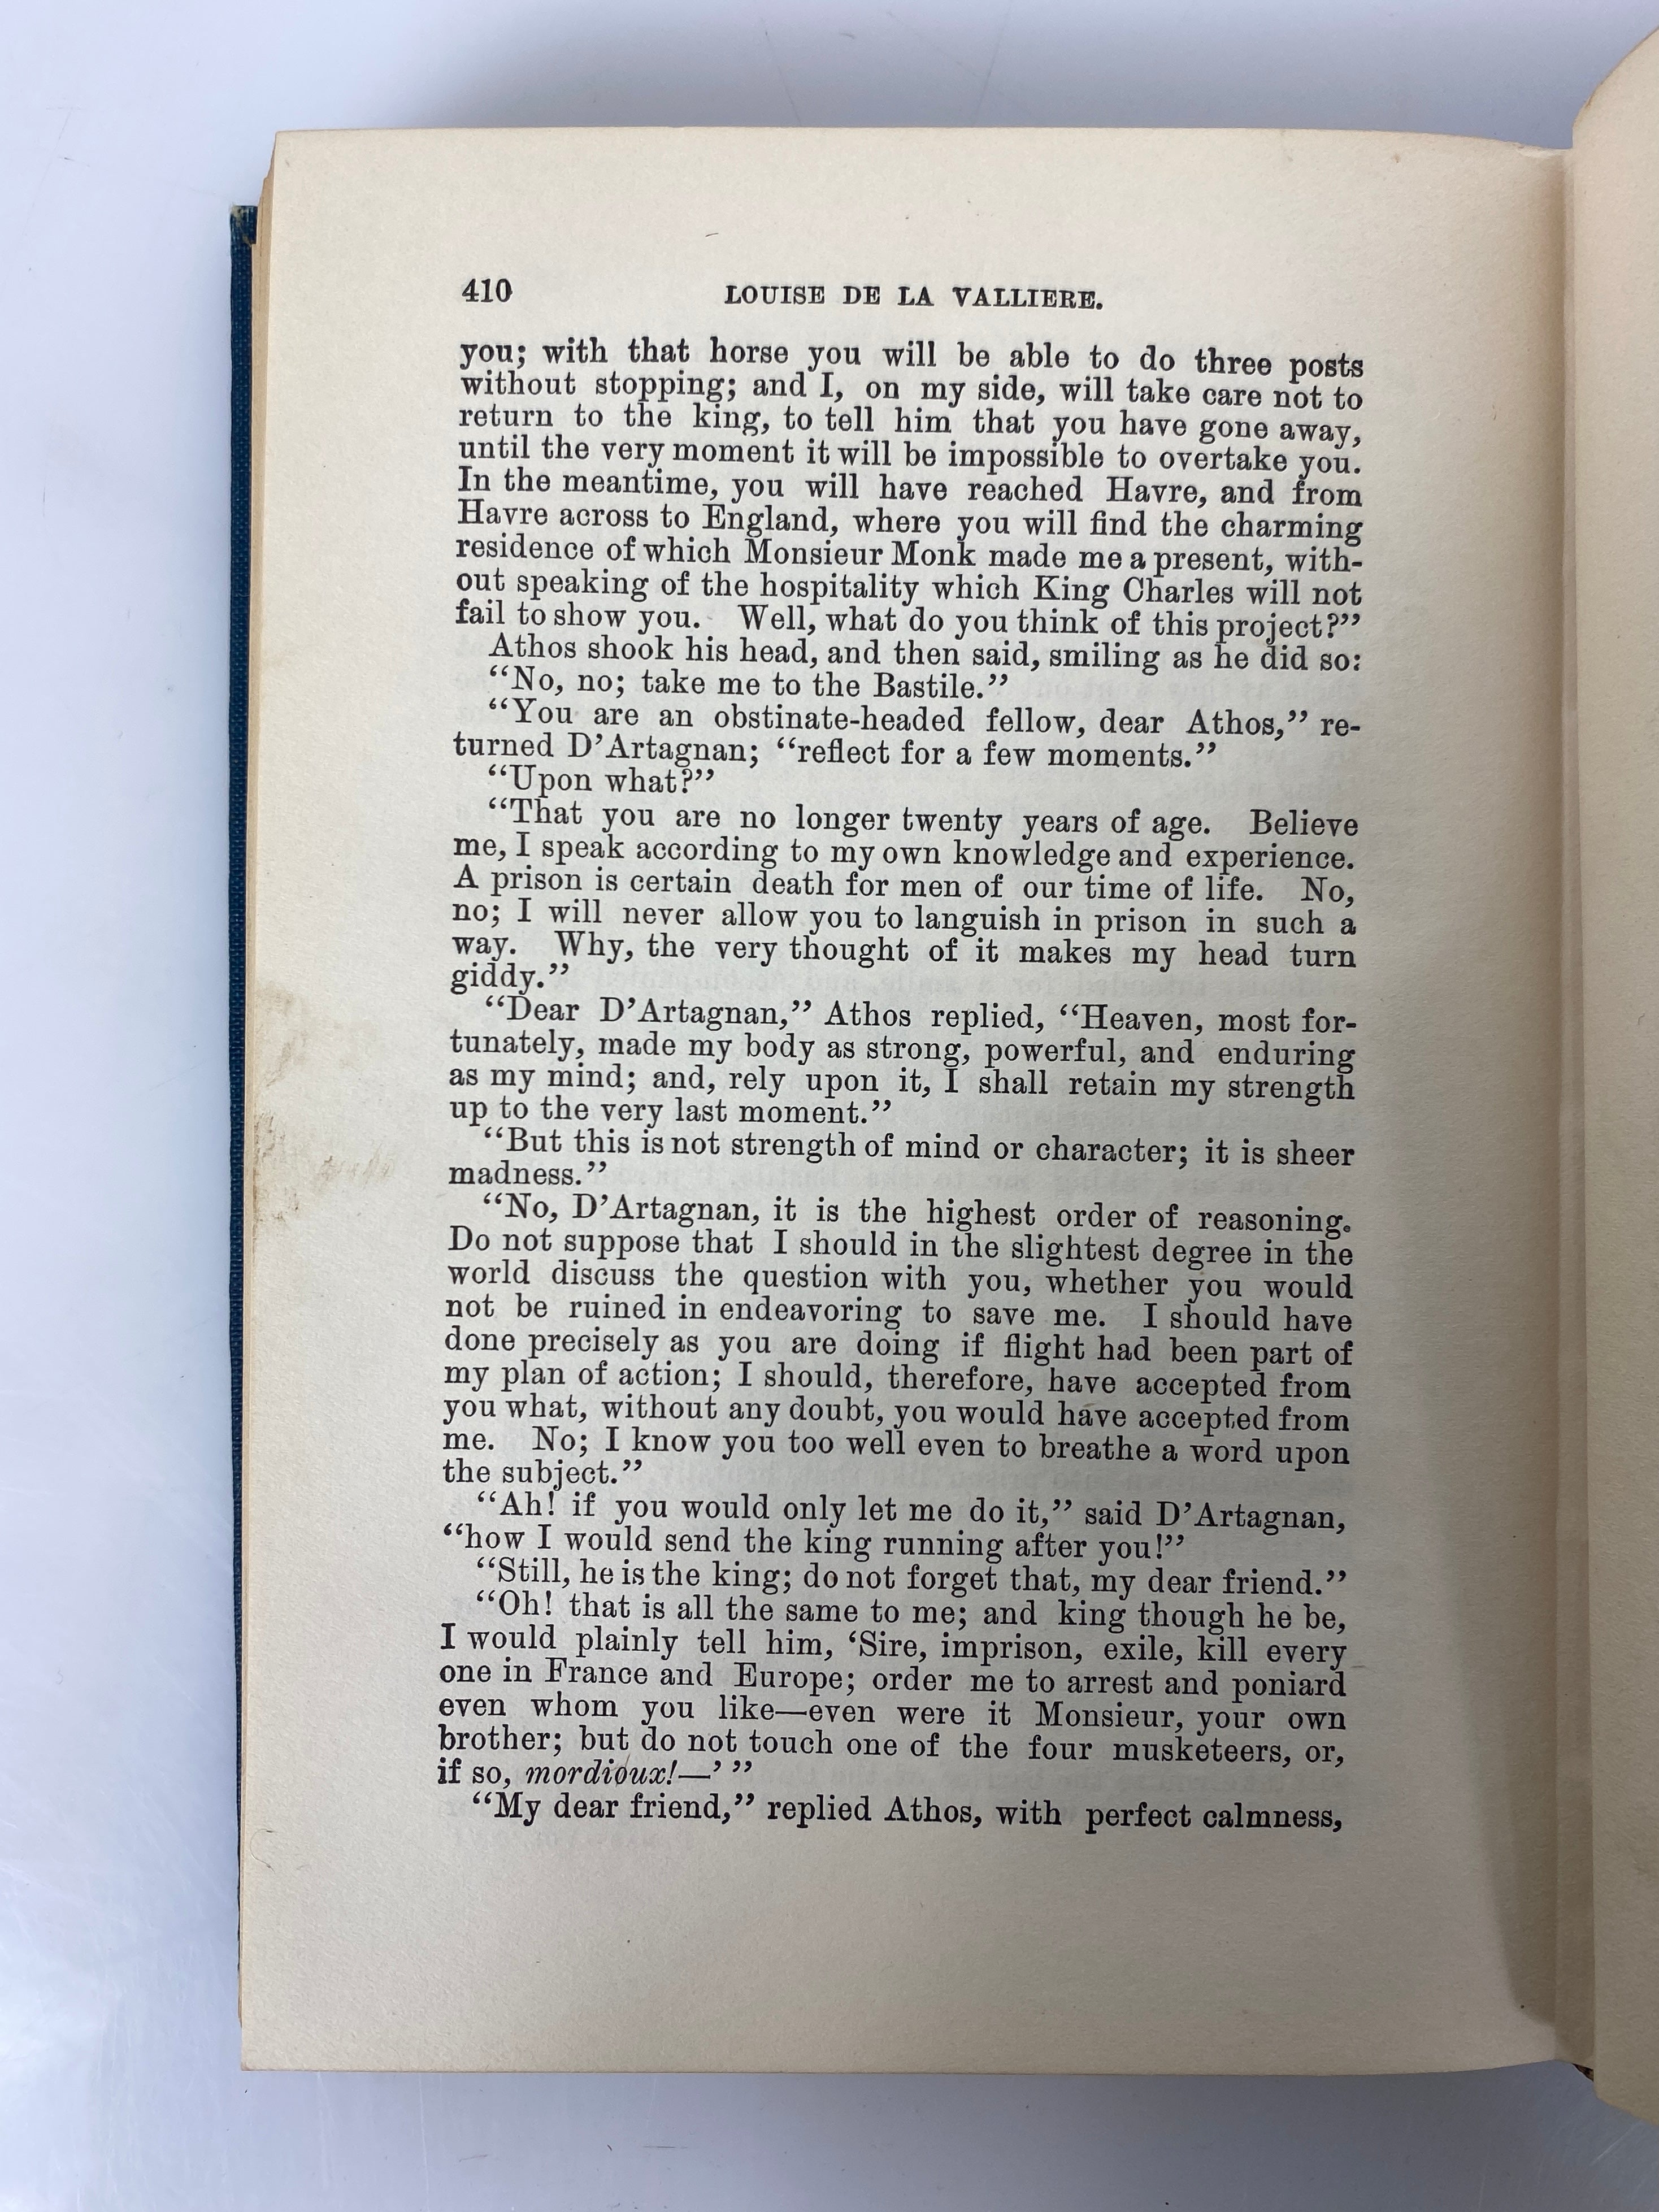 410 LOUISE DE LA VALLIERE.
you; with that horse you will be able to do three posts
without stopping; and I, on my side, will take care not to
return to the king, to tell him that you have gone away,
until the very moment it will be impossible to overtake you.
In the meantime, you will have reached Havre, and from
Havre across to England, where you will find the charming
residence of which Monsieur Monk made me a present, with-
out speaking of the hospitality which King Charles will not
fail to show you. Well, what do you think of this project?”
Athos shook his head, and then said, smiling as he did so:
“No, no; take me to the Bastile.”
“You are an obstinate-headed fellow, dear Athos,” re-
turned D’Artagnan; “reflect for a few moments.”
“Upon what?”
“That you are no longer twenty years of age. Believe
me, I speak according to my own knowledge and experience.
A prison is certain death for men of our time of life. No,
no; I will never allow you to languish in prison in such a
way. Why, the very thought of it makes my head turn
giddy.”
“Dear D’Artagnan,” Athos replied, “Heaven, most for-
tunately, made my body as strong, powerful, and enduring
as my mind; and, rely upon it, I shall retain my strength
up to the very last moment.”
“But this is not strength of mind or character; it is sheer
madness.”
“No, D’Artagnan, it is the highest order of reasoning.
Do not suppose that I should in the slightest degree in the
world discuss the question with you, whether you would
not be ruined in endeavoring to save me. I should have
done precisely as you are doing if flight had been part of
my plan of action; I should, therefore, have accepted from
you what, without any doubt, you would have accepted from
me. No; I know you too well even to breathe a word upon
the subject.”
“Ah! if you would only let me do it,” said D’Artagnan,
“how I would send the king running after you!”
“Still, he is the king; do not forget that, my dear friend.”
“Oh! that is all the same to me; and king though he be,
I would plainly tell him, ‘Sire, imprison, exile, kill every
one in France and Europe; order me to arrest and poniard
even whom you like—even were it Monsieur, your own
brother; but do not touch one of the four musketeers, or,
if so, mordioux!—’ ”
“My dear friend,” replied Athos, with perfect calmness,